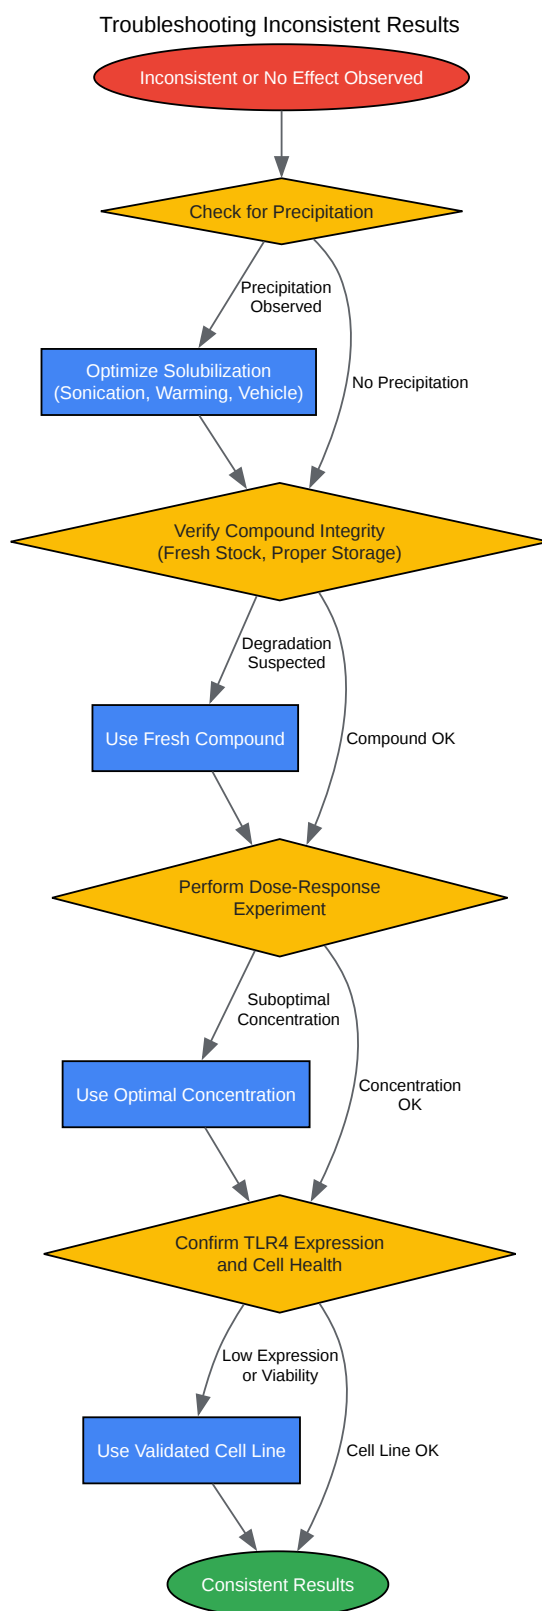 Troubleshooting Inconsistent Results
Inconsistent or No Effect Observed
Check for Precipitation
Precipitation
Observed
Optimize Solubilization
(Sonication, Warming, Vehicle)
No Precipitation
Verify Compound Integrity
(Fresh Stock, Proper Storage)
Degradation
Suspected
Use Fresh Compound
Compound OK
Perform Dose-Response
Experiment
Suboptimal
Concentration
Use Optimal Concentration
Concentration
OK
Confirm TLR4 Expression
and Cell Health
Low Expression
or Viability
Use Validated Cell Line
Cell Line OK
Consistent Results